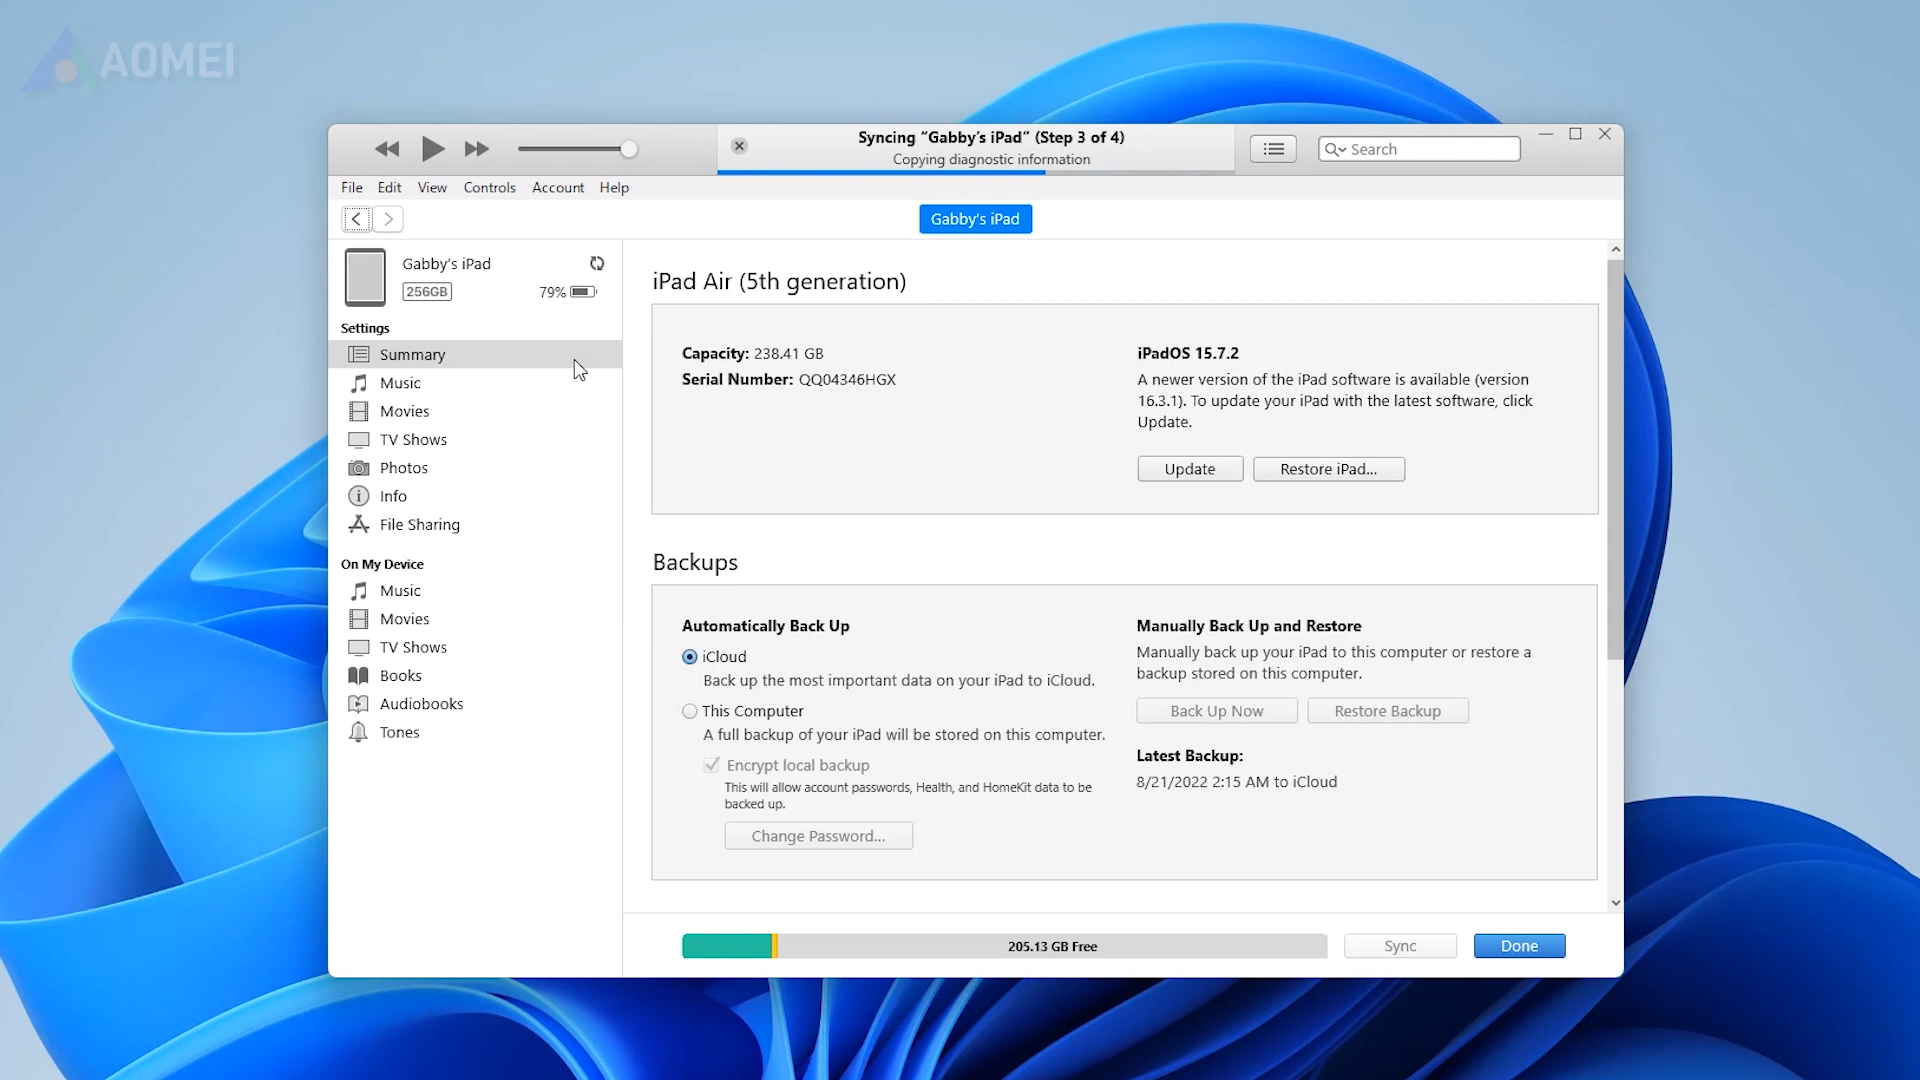 AOMEI
Syncing “Gabby’s iPad” (Step 3 of 4)
Copying diagnostic information
Search
File Edit View Controls Account Help
Gabby’s iPad
Gabby’s iPad
256GB 79%
Settings
Summary
Music
Movies
TV Shows
Photos
Info
File Sharing
On My Device
Music
Movies
TV Shows
Books
Audiobooks
Tones
iPad Air (5th generation)
Capacity: 238.41 GB
Serial Number: QQ04346HGX
iPadOS 15.7.2
A newer version of the iPad software is available (version
16.3.1). To update your iPad with the latest software, click
Update.
Update Restore iPad...
Backups
Automatically Back Up
iCloud
Back up the most important data on your iPad to iCloud.
This Computer
A full backup of your iPad will be stored on this computer.
Encrypt local backup
This will allow account passwords, Health, and HomeKit data to be
backed up.
Change Password...
Manually Back Up and Restore
Manually back up your iPad to this computer or restore a
backup stored on this computer.
Back Up Now Restore Backup
Latest Backup:
8/21/2022 2:15 AM to iCloud
205.13 GB Free
Sync Done